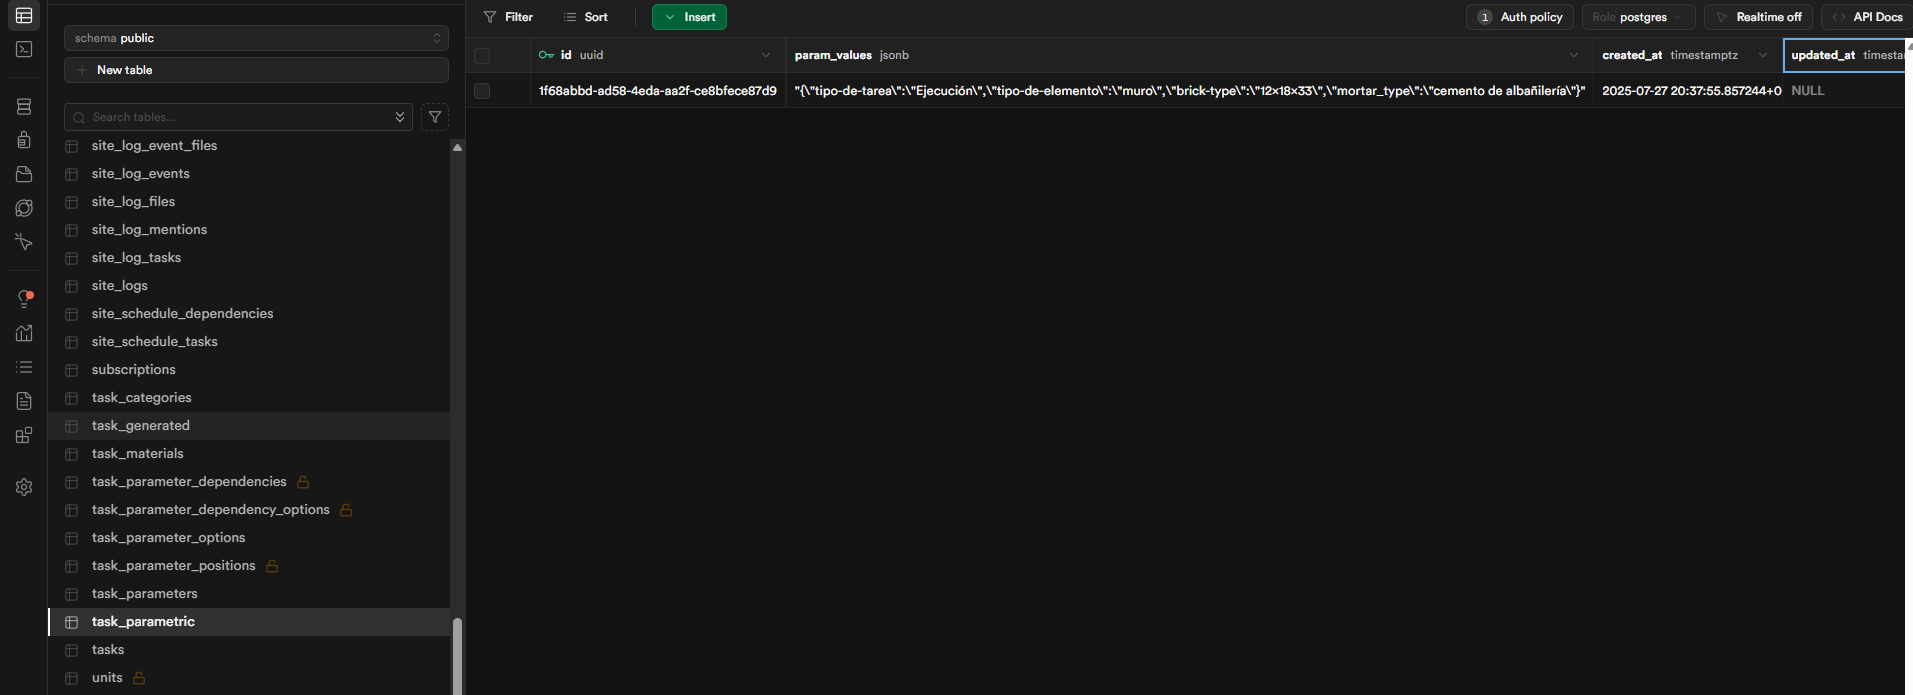 schema public
New table
Search tables...
site_log_event_files
site_log_events
site_log_files
site_log_mentions
site_log_tasks
site_logs
site_schedule_dependencies
site_schedule_tasks
subscriptions
task_categories
task_generated
task_materials
task_parameter_dependencies
task_parameter_dependency_options
task_parameter_options
task_parameter_positions
task_parameters
task_parametric
tasks
units
Filter Sort Insert 1 Auth policy Role postgres Realtime off API Docs
id uuid param_values jsonb created_at timestamptz updated_at timesta
1f68abbd-ad58-4eda-aa2f-ce8bfece87d9 "{\"tipo-de-tarea\":\"Ejecución\",\"tipo-de-elemento\":\"muro\",\"brick-type\":\"12x18x33\",\"mortar_type\":\"cemento de albañilería\"}" 2025-07-27 20:37:55.857244+0 NULL